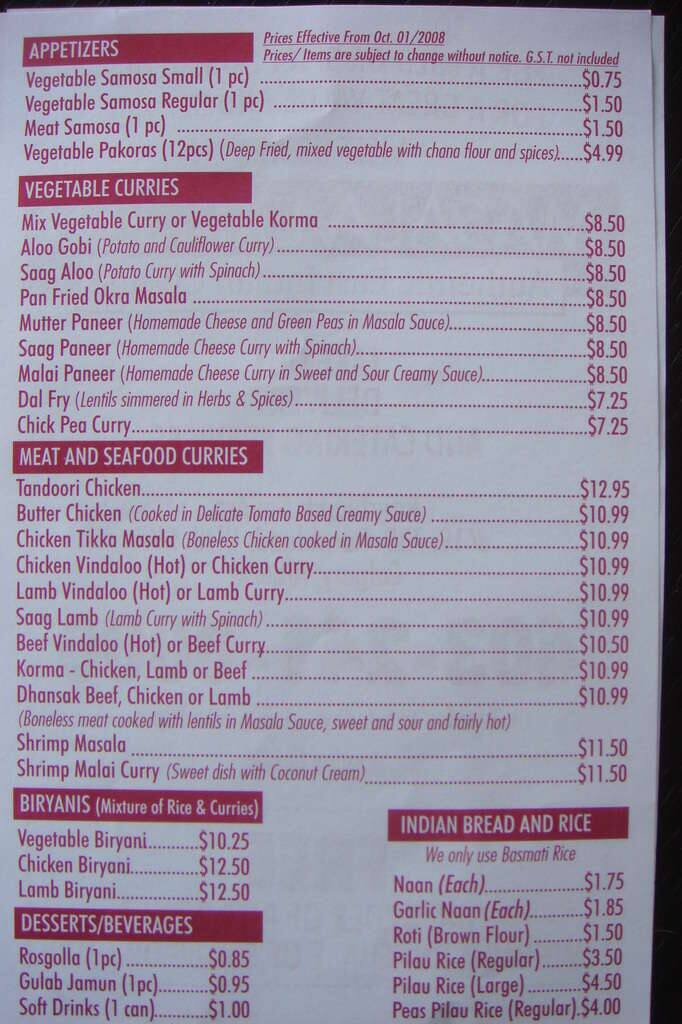 APPETIZERS
Prices Effective From Oct. 01/2008
Prices/ Items are subject to change without notice. G.S.T. not included
Vegetable Samosa Small (1 pc) ....$0.75
Vegetable Samosa Regular (1 pc) ....$1.50
Meat Samosa (1 pc) ....$1.50
Vegetable Pakoras (12pcs) (Deep Fried, mixed vegetable with chana flour and spices).....$4.99
VEGETABLE CURRIES
Mix Vegetable Curry or Vegetable Korma ....$8.50
Aloo Gobi (Potato and Cauliflower Curry) ....$8.50
Saag Aloo (Potato Curry with Spinach) ....$8.50
Pan Fried Okra Masala ....$8.50
Mutter Paneer (Homemade Cheese and Green Peas in Masala Sauce)....$8.50
Saag Paneer (Homemade Cheese Curry with Spinach)....$8.50
Malai Paneer (Homemade Cheese Curry in Sweet and Sour Creamy Sauce)....$8.50
Dal Fry (Lentils simmered in Herbs & Spices) ....$7.25
Chick Pea Curry....$7.25
MEAT AND SEAFOOD CURRIES
Tandoori Chicken....$12.95
Butter Chicken (Cooked in Delicate Tomato Based Creamy Sauce) ....$10.99
Chicken Tikka Masala (Boneless Chicken cooked in Masala Sauce)....$10.99
Chicken Vindaloo (Hot) or Chicken Curry....$10.99
Lamb Vindaloo (Hot) or Lamb Curry....$10.99
Saag Lamb (Lamb Curry with Spinach) ....$10.99
Beef Vindaloo (Hot) or Beef Curry....$10.50
Korma - Chicken, Lamb or Beef ....$10.99
Dhansak Beef, Chicken or Lamb ....$10.99
(Boneless meat cooked with lentils in Masala Sauce, sweet and sour and fairly hot)
Shrimp Masala ....$11.50
Shrimp Malai Curry (Sweet dish with Coconut Cream)....$11.50
BIRYANIS (Mixture of Rice & Curries)
Vegetable Biryani....$10.25
Chicken Biryani....$12.50
Lamb Biryani....$12.50
DESSERTS/BEVERAGES
Rosgolla (1pc) ....$0.85
Gulab Jamun (1pc)....$0.95
Soft Drinks (1 can)....$1.00
INDIAN BREAD AND RICE
We only use Basmati Rice
Naan (Each)....$1.75
Garlic Naan (Each)....$1.85
Roti (Brown Flour) ....$1.50
Pilau Rice (Regular)....$3.50
Pilau Rice (Large) ....$4.50
Peas Pilau Rice (Regular).$4.00